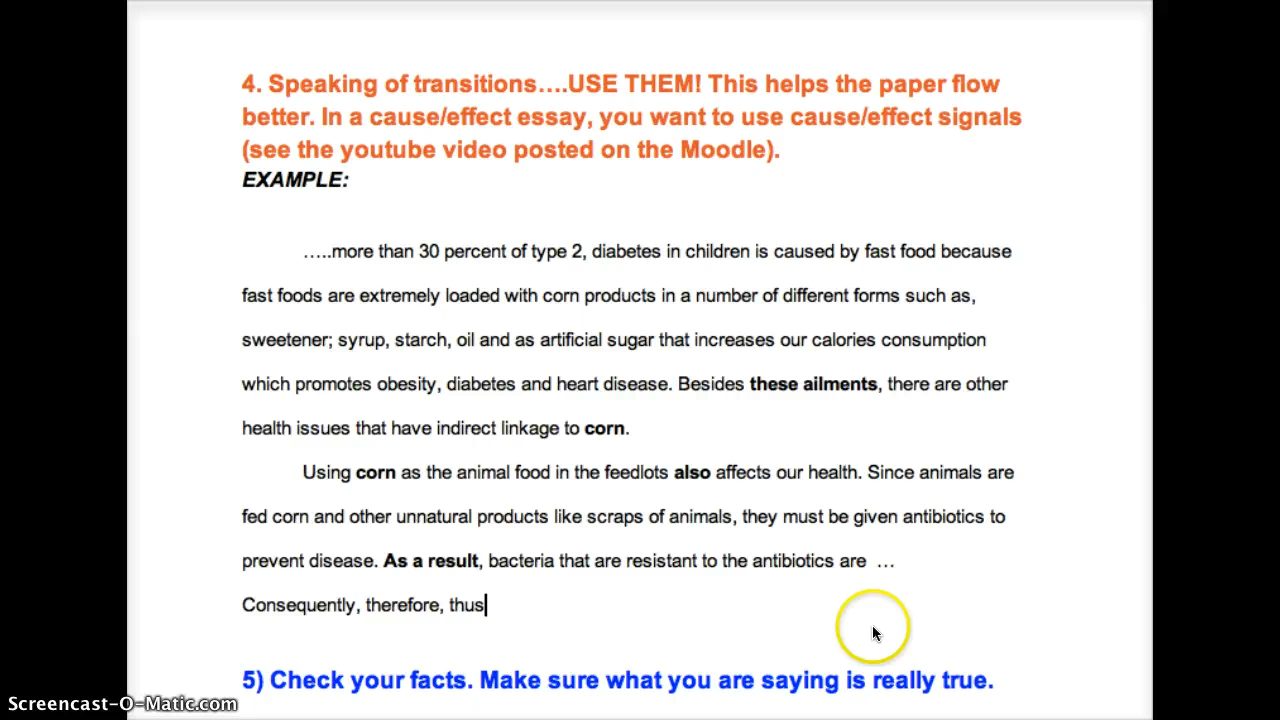 4. Speaking of transitions….USE THEM! This helps the paper flow
better. In a cause/effect essay, you want to use cause/effect signals
(see the youtube video posted on the Moodle).
EXAMPLE:
…..more than 30 percent of type 2, diabetes in children is caused by fast food because
fast foods are extremely loaded with corn products in a number of different forms such as,
sweetener; syrup, starch, oil and as artificial sugar that increases our calories consumption
which promotes obesity, diabetes and heart disease. Besides these ailments, there are other
health issues that have indirect linkage to corn.
Using corn as the animal food in the feedlots also affects our health. Since animals are
fed corn and other unnatural products like scraps of animals, they must be given antibiotics to
prevent disease. As a result, bacteria that are resistant to the antibiotics are …
Consequently, therefore, thus
5) Check your facts. Make sure what you are saying is really true.
Screencast-O-Matic.com